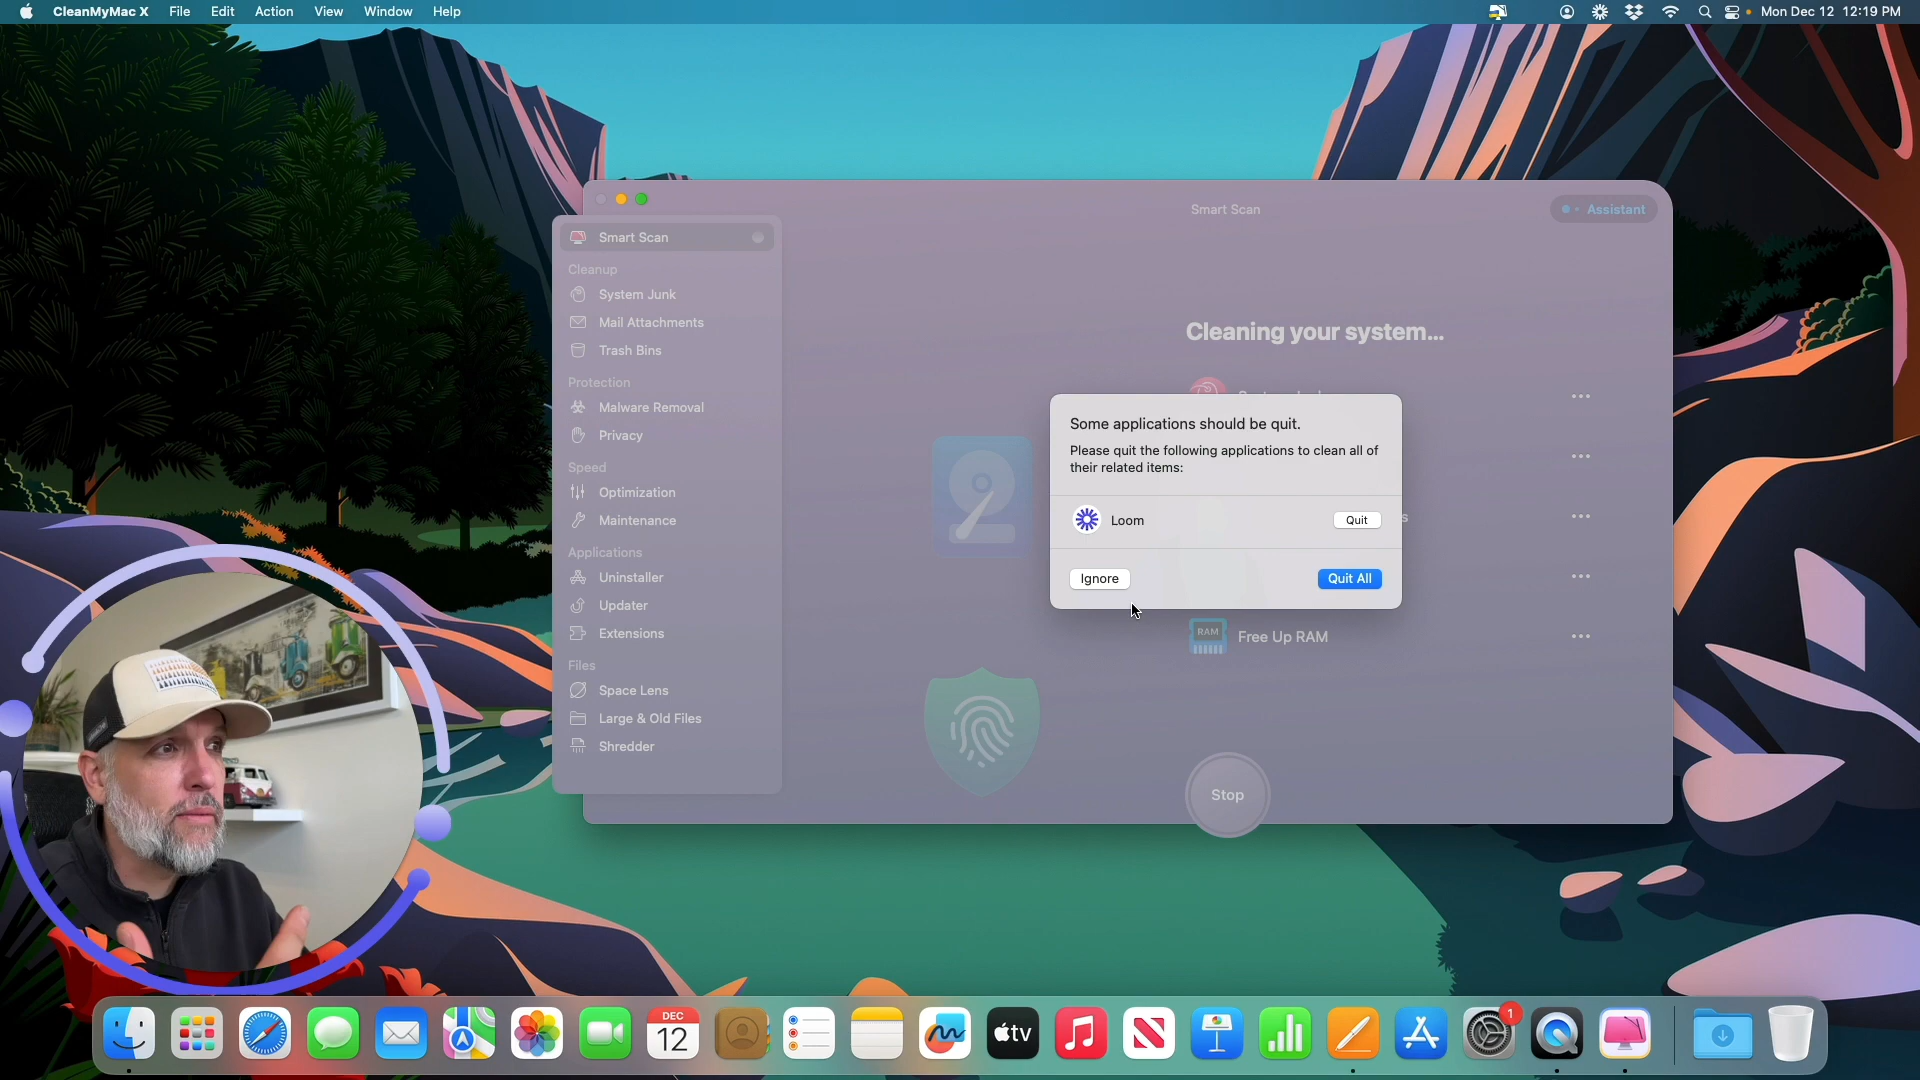 CleanMyMac X File Edit Action View Window Help
Mon Dec 12 12:19 PM
Smart Scan
Assistant
Smart Scan
Cleanup
System Junk
Mail Attachments
Trash Bins
Protection
Malware Removal
Privacy
Speed
Optimization
Maintenance
Applications
Uninstaller
Updater
Extensions
Files
Space Lens
Large & Old Files
Shredder
Cleaning your system...
Some applications should be quit.
Please quit the following applications to clean all of
their related items:
Loom
Quit
Ignore
Quit All
RAM
Free Up RAM
Stop
DEC
12
tv
1